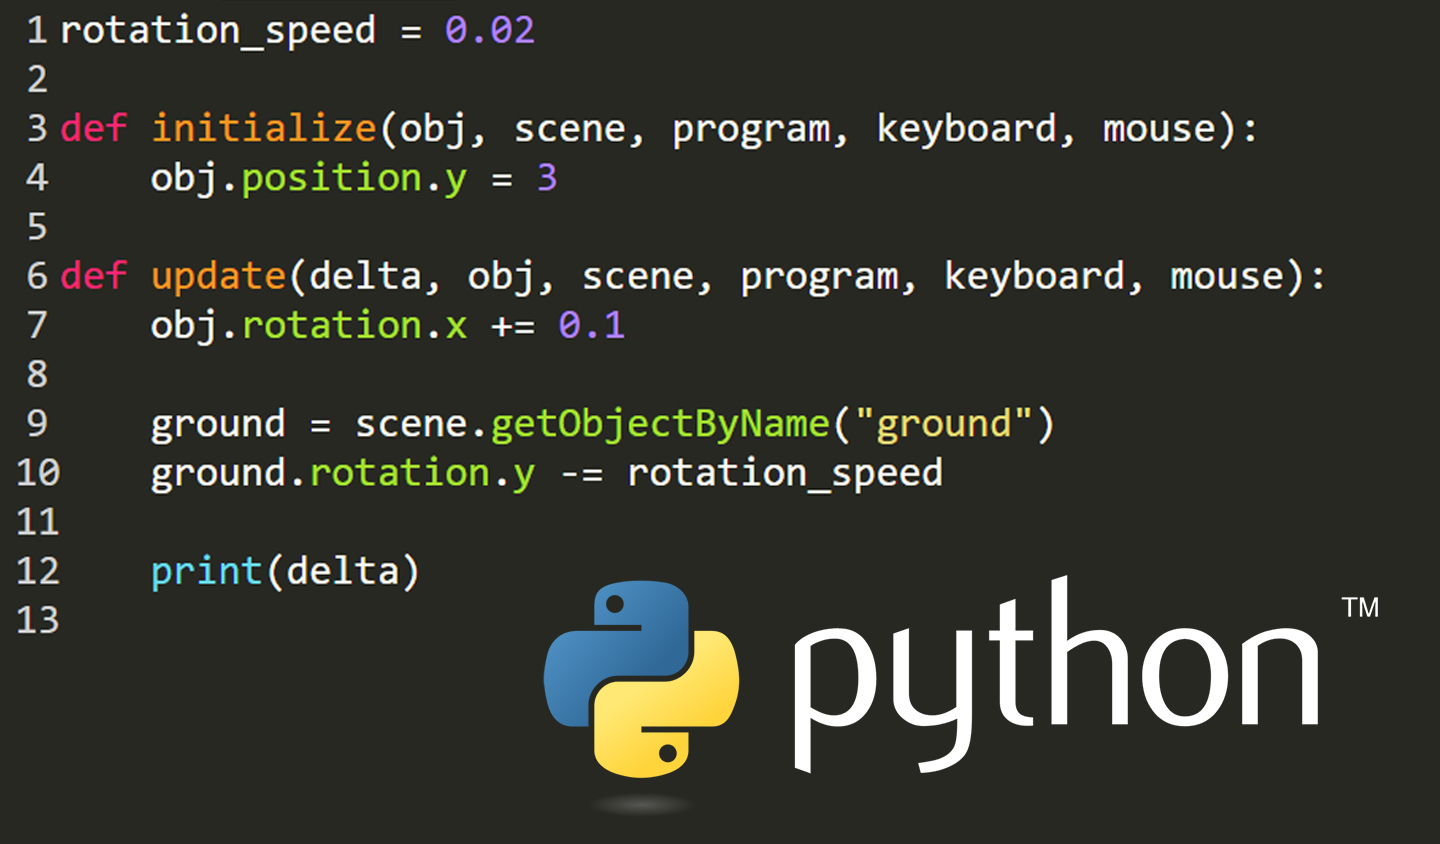 1 rotation_speed = 0.02
2
3 def initialize(obj, scene, program, keyboard, mouse):
4     obj.position.y = 3
5
6 def update(delta, obj, scene, program, keyboard, mouse):
7     obj.rotation.x += 0.1
8
9     ground = scene.getObjectByName("ground")
10     ground.rotation.y -= rotation_speed
11
12     print(delta)
13
python™